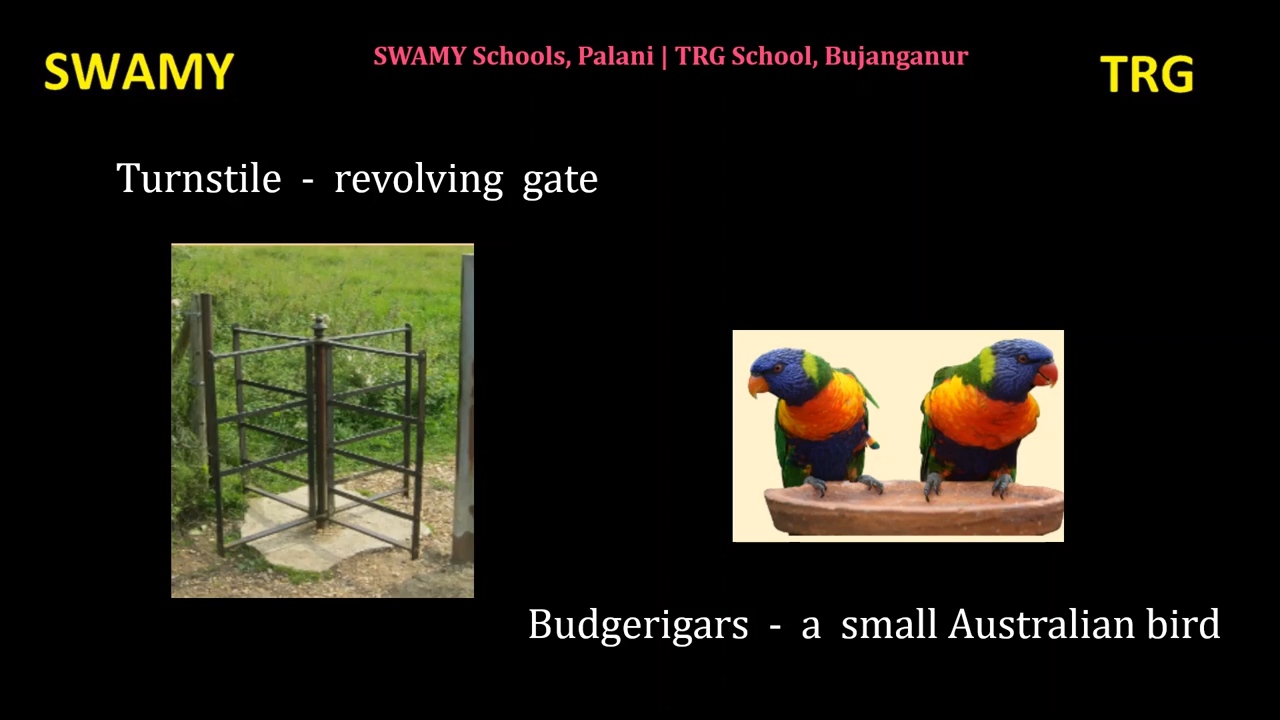 SWAMY
SWAMY Schools, Palani | TRG School, Bujanganur
TRG
Turnstile - revolving gate
Budgerigars - a small Australian bird